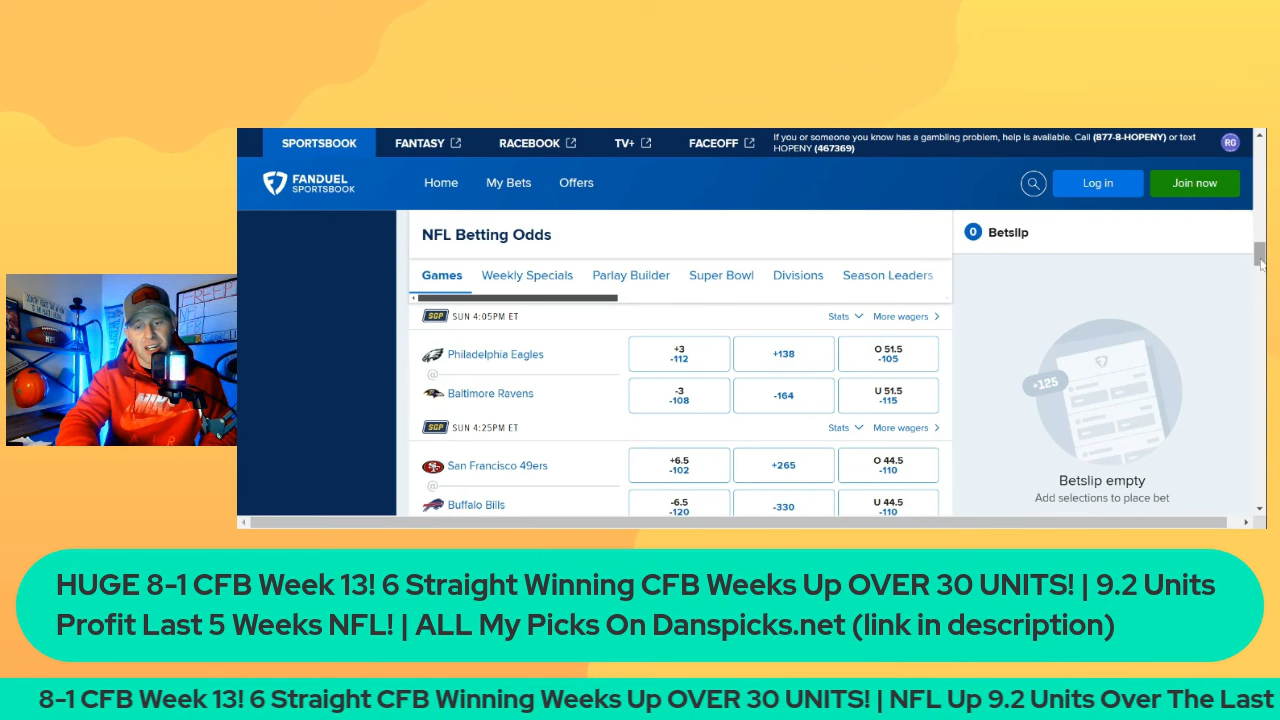 SPORTSBOOK FANTASY RACEBOOK TV+ FACEOFF
If you or someone you know has a gambling problem, help is available. Call (877-8-HOPENY) or text
HOPENY (467369)
RG
FANDUEL
SPORTSBOOK
Home My Bets Offers
Log in Join now
NFL Betting Odds
0 Betslip
Games Weekly Specials Parlay Builder Super Bowl Divisions Season Leaders
SGP SUN 4:05PM ET Stats More wagers
Philadelphia Eagles +3 -112 +138 O 51.5 -105
@
Baltimore Ravens -3 -108 -164 U 51.5 -115
SGP SUN 4:25PM ET Stats More wagers
San Francisco 49ers +6.5 -102 +265 O 44.5 -110
@
Buffalo Bills -6.5 -120 -330 U 44.5 -110
+125
Betslip empty
Add selections to place bet
HUGE 8-1 CFB Week 13! 6 Straight Winning CFB Weeks Up OVER 30 UNITS! | 9.2 Units
Profit Last 5 Weeks NFL! | ALL My Picks On Danspicks.net (link in description)
8-1 CFB Week 13! 6 Straight CFB Winning Weeks Up OVER 30 UNITS! | NFL Up 9.2 Units Over The Last